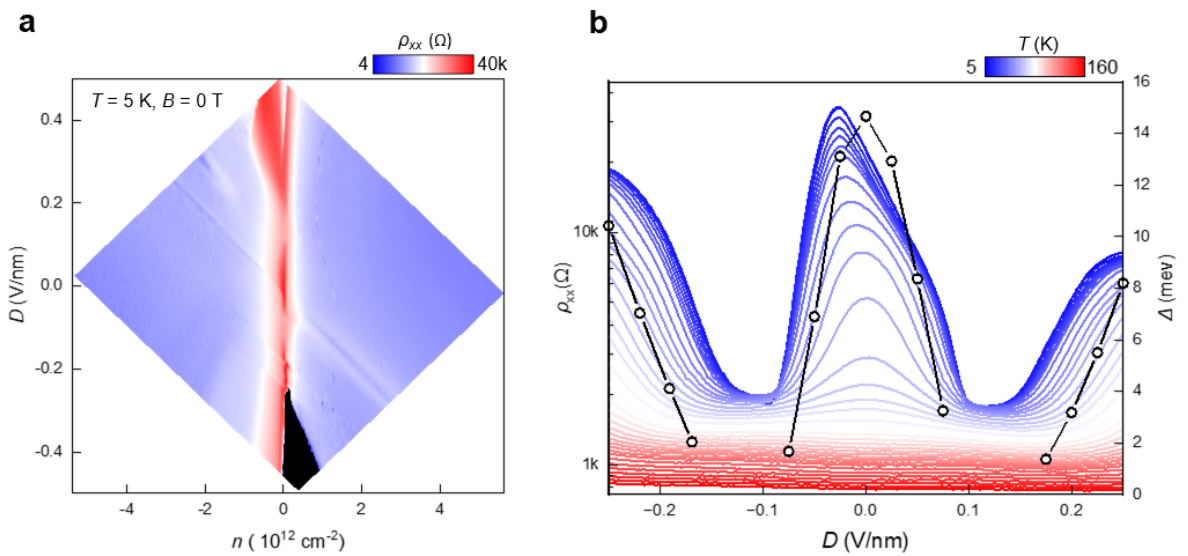 a
ρxx (Ω)
4 40k
T = 5 K, B = 0 T
D (V/nm)
0.4
0.2
0.0
-0.2
-0.4
-4 -2 0 2 4
n ( 10¹² cm⁻²)
b
T (K)
5 160
ρxx(Ω)
10k
1k
16
14
12
10
8
6
4
2
0
Δ (mev)
−0.2 −0.1 0.0 0.1 0.2
D (V/nm)